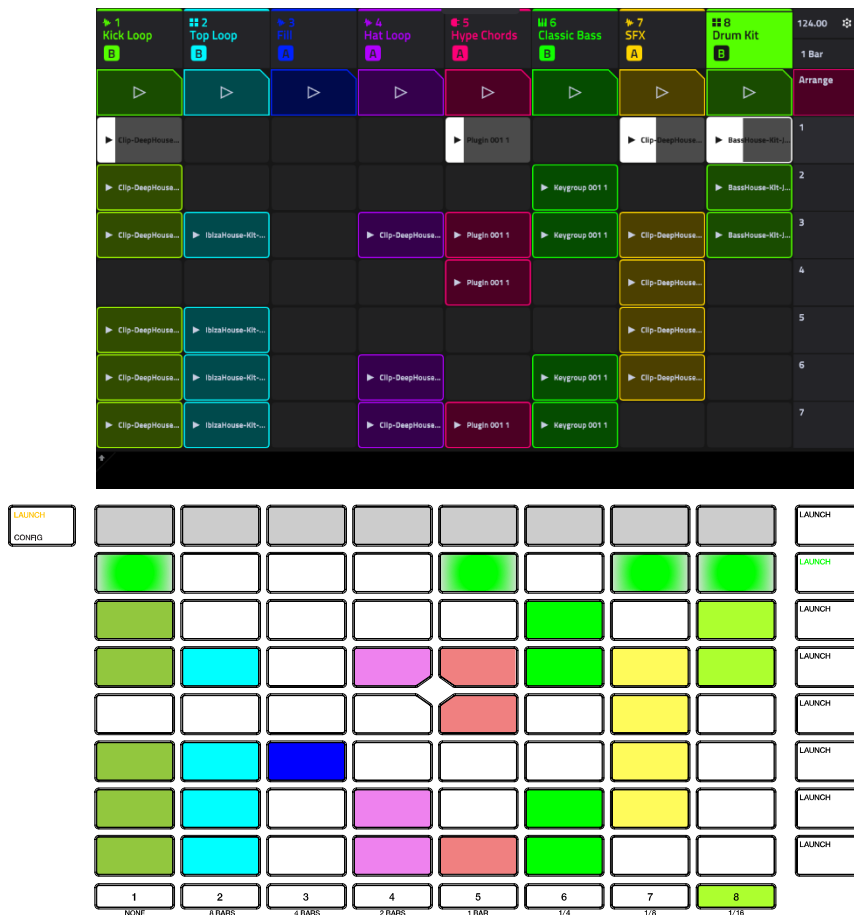 1 2 3 4 5 6 7 8 124.00
Kick Loop Top Loop Fill Hat Loop Hype Chords Classic Bass SFX Drum Kit
B B A A A B A B 1 Bar
Arrange
Clip-DeepHouse... Plugin 001 1 Clip-DeepHouse... BassHouse-Kit-J... 1
Clip-DeepHouse... Keygroup 001 1 BassHouse-Kit-J... 2
Clip-DeepHouse... IbizaHouse-Kit-... Clip-DeepHouse... Plugin 001 1 Keygroup 001 1 Clip-DeepHouse... BassHouse-Kit-J... 3
Plugin 001 1 Clip-DeepHouse... 4
Clip-DeepHouse... IbizaHouse-Kit-... Clip-DeepHouse... 5
Clip-DeepHouse... IbizaHouse-Kit-... Clip-DeepHouse... Keygroup 001 1 Clip-DeepHouse... 6
Clip-DeepHouse... IbizaHouse-Kit-... Clip-DeepHouse... Plugin 001 1 Keygroup 001 1 7
LAUNCH LAUNCH
CONFIG
LAUNCH
LAUNCH
LAUNCH
LAUNCH
LAUNCH
LAUNCH
LAUNCH
1 2 3 4 5 6 7 8
NONE 8 BARS 4 BARS 2 BARS 1 BAR 1/4 1/8 1/16